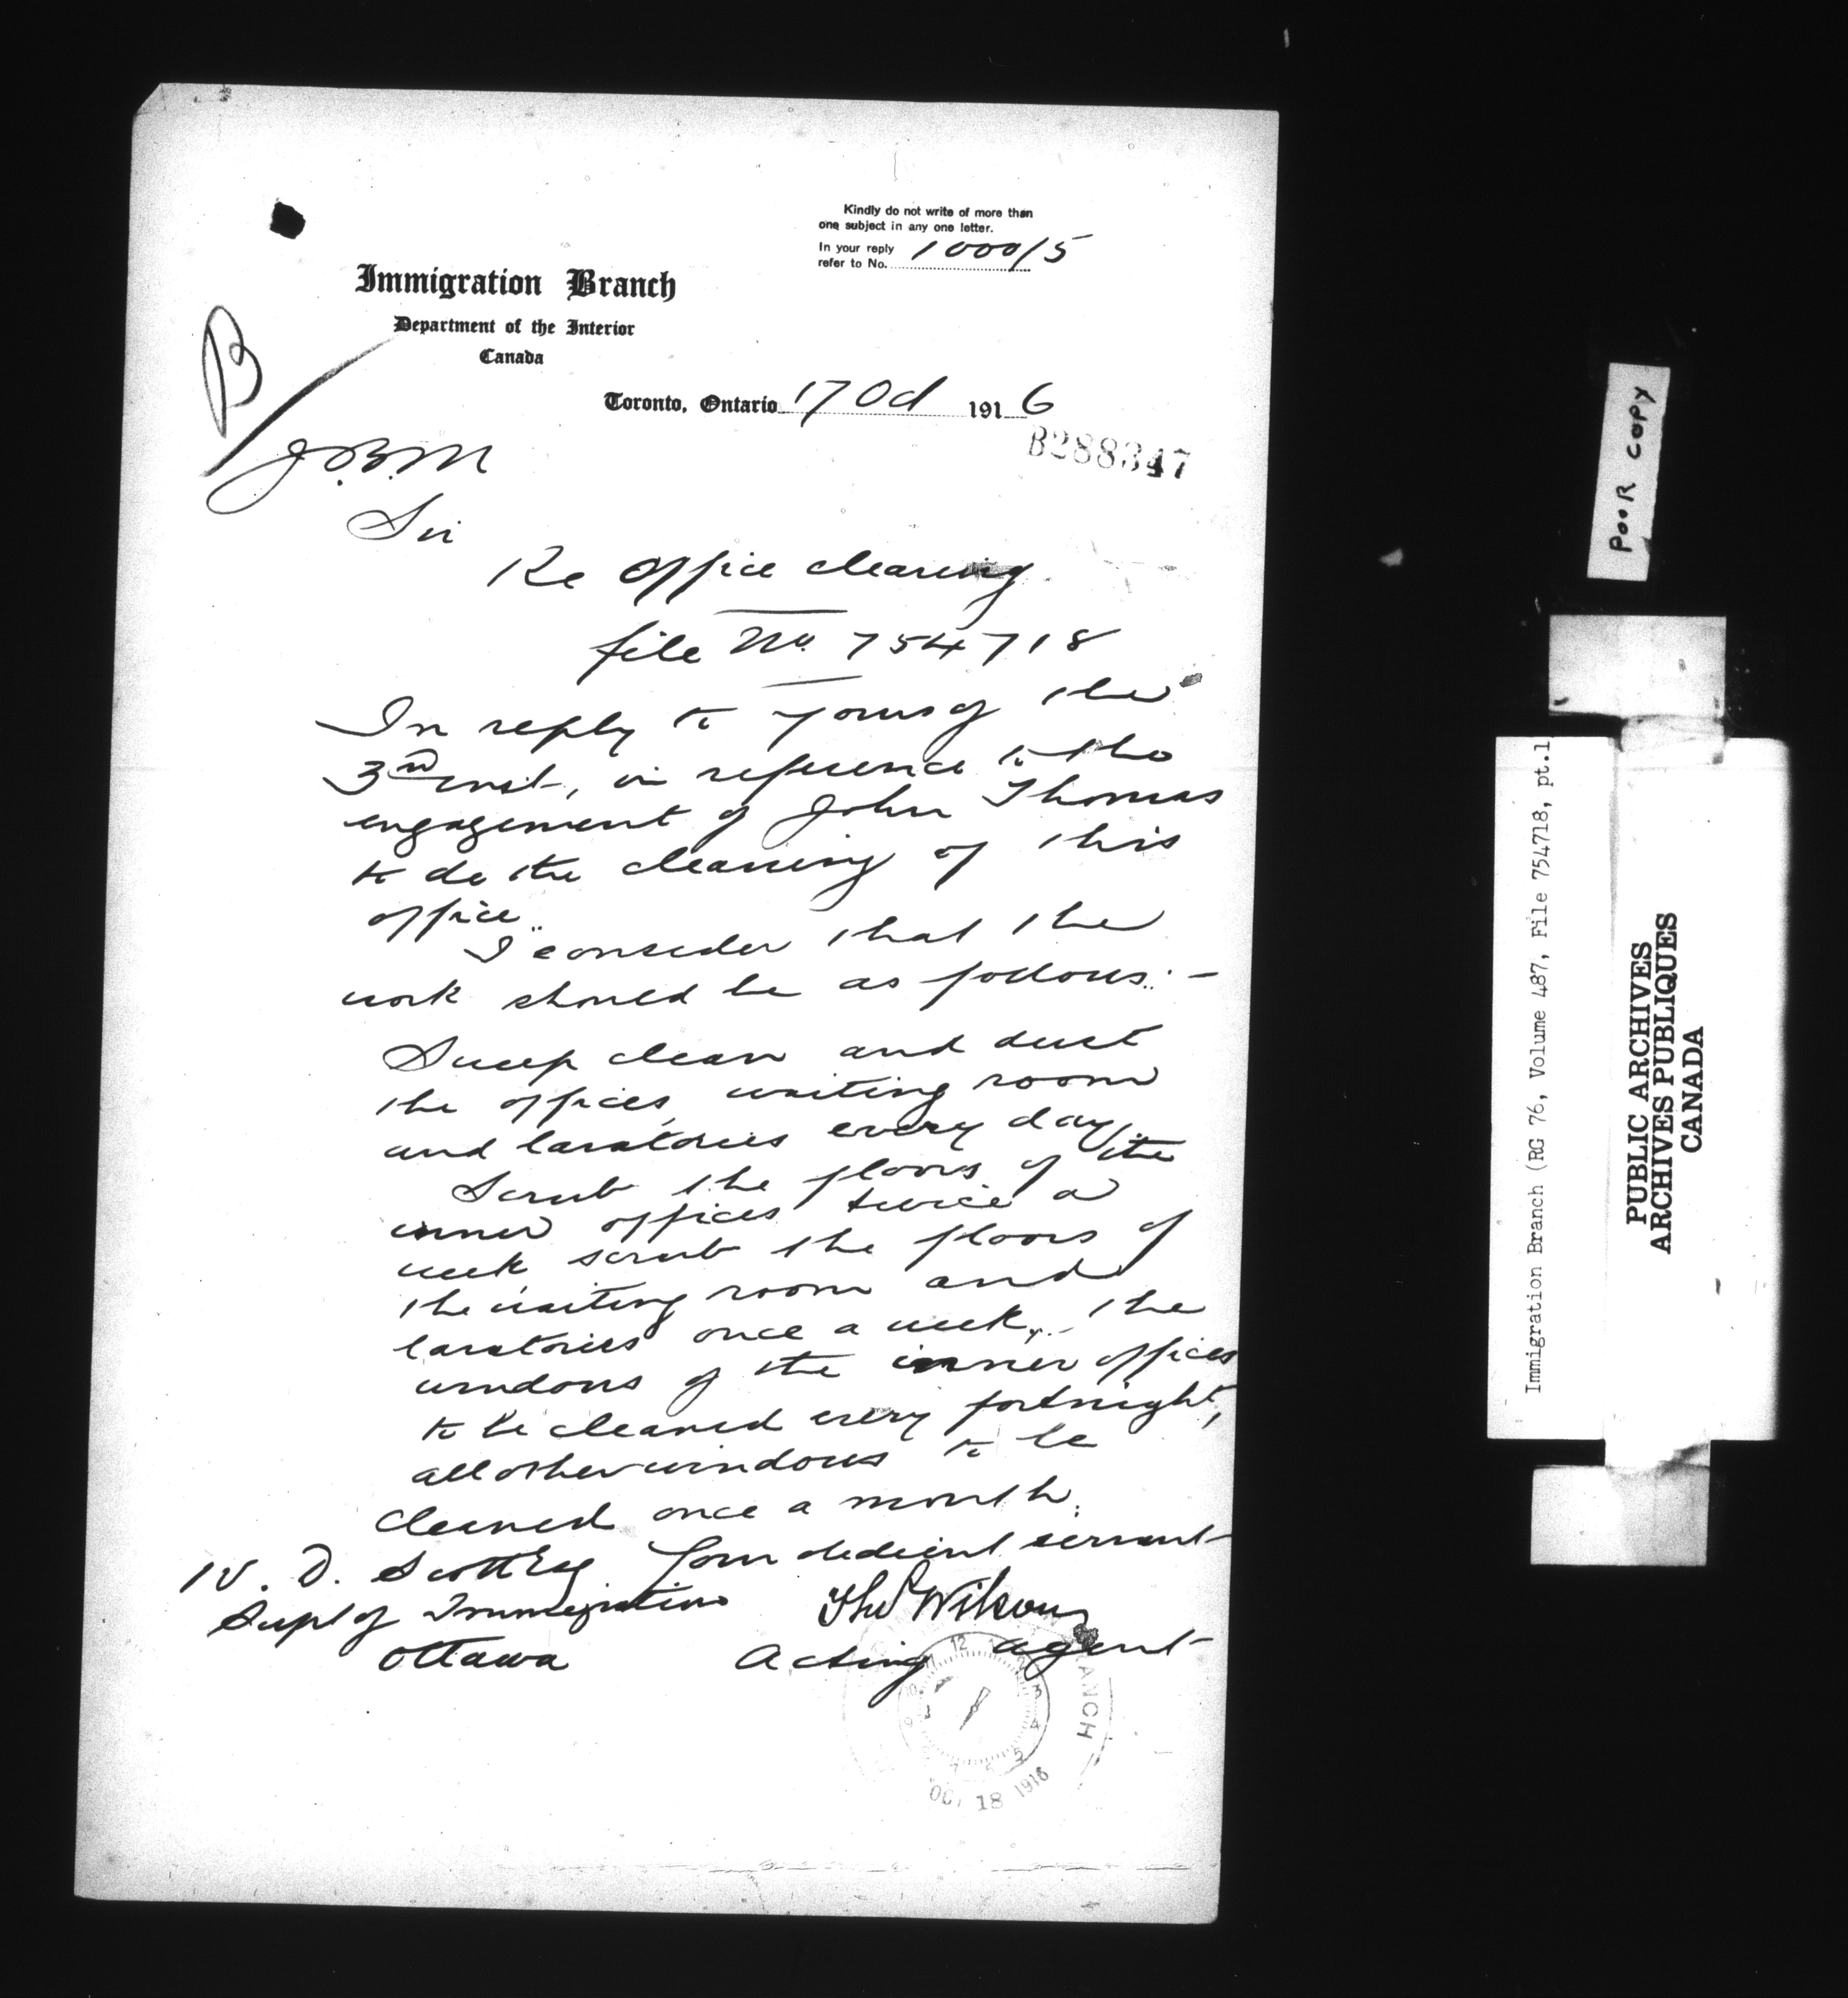 Kindly do not write of more than
one subject in any one letter.
In your reply
refer to No. 1000/5
Immigration Branch
Department of the Interior
Canada
B
Toronto, Ontario 17 Oct 1916
B288347
J.B.M
Sir
Re Office cleaning
file No. 754718
In reply to yours of the
3rd inst, in reference to the
engagement of John Thomas
to do the cleaning of this
office.
I consider that the
work should be as follows:-
Sweep clean and dust
the offices, waiting room
and lavatories every day.
Scrub the floors of the
inner offices twice a
week, scrub the floors of
the waiting room and
lavatories once a week, the
windows of the inner offices
to be cleaned every fortnight,
all other windows to be
cleaned once a month.
Your obedient servant
W. D. Scott Esq
Supt of Immigration
Ottawa
Wilson
Acting agent
ANCH
12 1 2 3 4 5
OCT 18 1916
POOR COPY
Immigration Branch (RG 76, Volume 487, File 754718, pt.1
PUBLIC ARCHIVES
ARCHIVES PUBLIQUES
CANADA